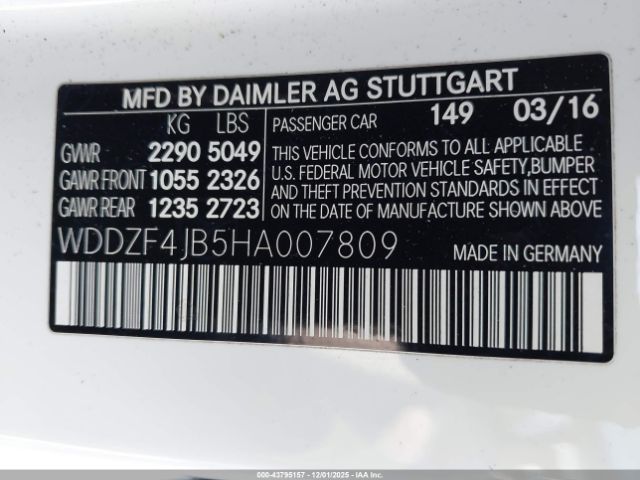 MFD BY DAIMLER AG STUTTGART
KG LBS
PASSENGER CAR 149 03/16
GVWR 2290 5049
GAWR FRONT 1055 2326
GAWR REAR 1235 2723
THIS VEHICLE CONFORMS TO ALL APPLICABLE
U.S. FEDERAL MOTOR VEHICLE SAFETY,BUMPER
AND THEFT PREVENTION STANDARDS IN EFFECT
ON THE DATE OF MANUFACTURE SHOWN ABOVE
WDDZF4JB5HA007809
MADE IN GERMANY
000-43795157 - 12/01/2025 - IAAI.COM